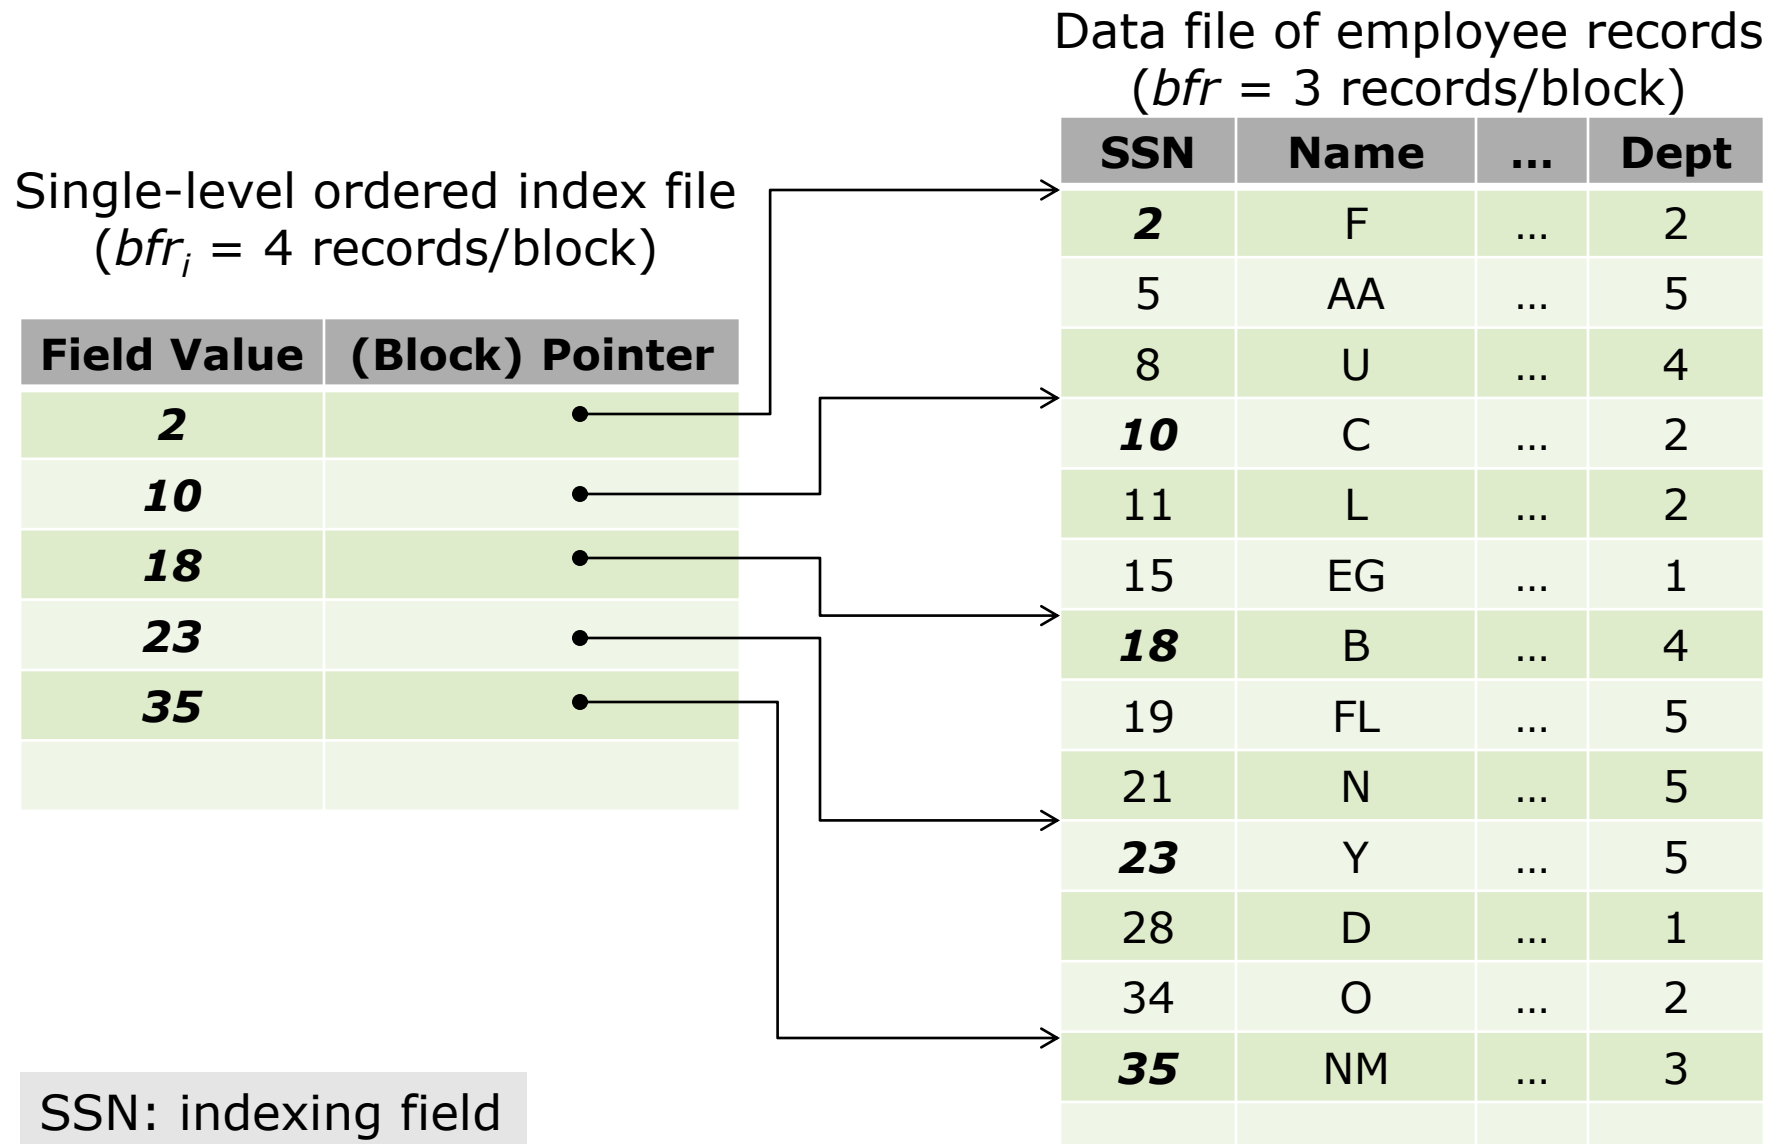 Data file of employee records
(bfr = 3 records/block)
SSN Name ... Dept
2 F ... 2
5 AA ... 5
8 U ... 4
10 C ... 2
11 L ... 2
15 EG ... 1
18 B ... 4
19 FL ... 5
21 N ... 5
23 Y ... 5
28 D ... 1
34 O ... 2
35 NM ... 3
Single-level ordered index file
(bfrᵢ = 4 records/block)
Field Value (Block) Pointer
2
10
18
23
35
SSN: indexing field